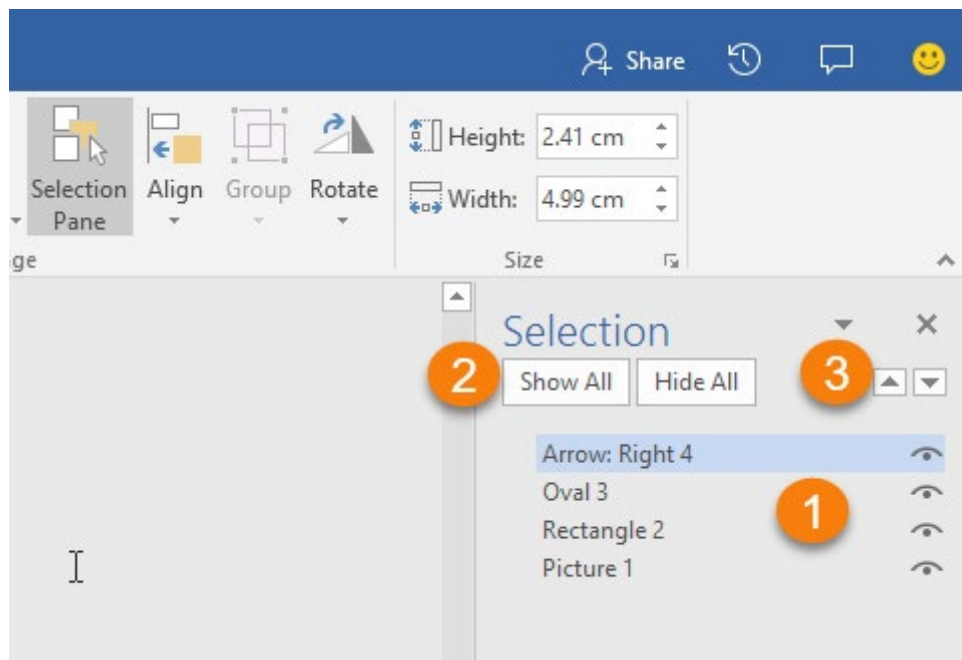 Share
Selection Pane
Align
Group
Rotate
Height: 2.41 cm
Width: 4.99 cm
ge
Size
Selection
2
Show All
Hide All
3
Arrow: Right 4
Oval 3
1
Rectangle 2
Picture 1